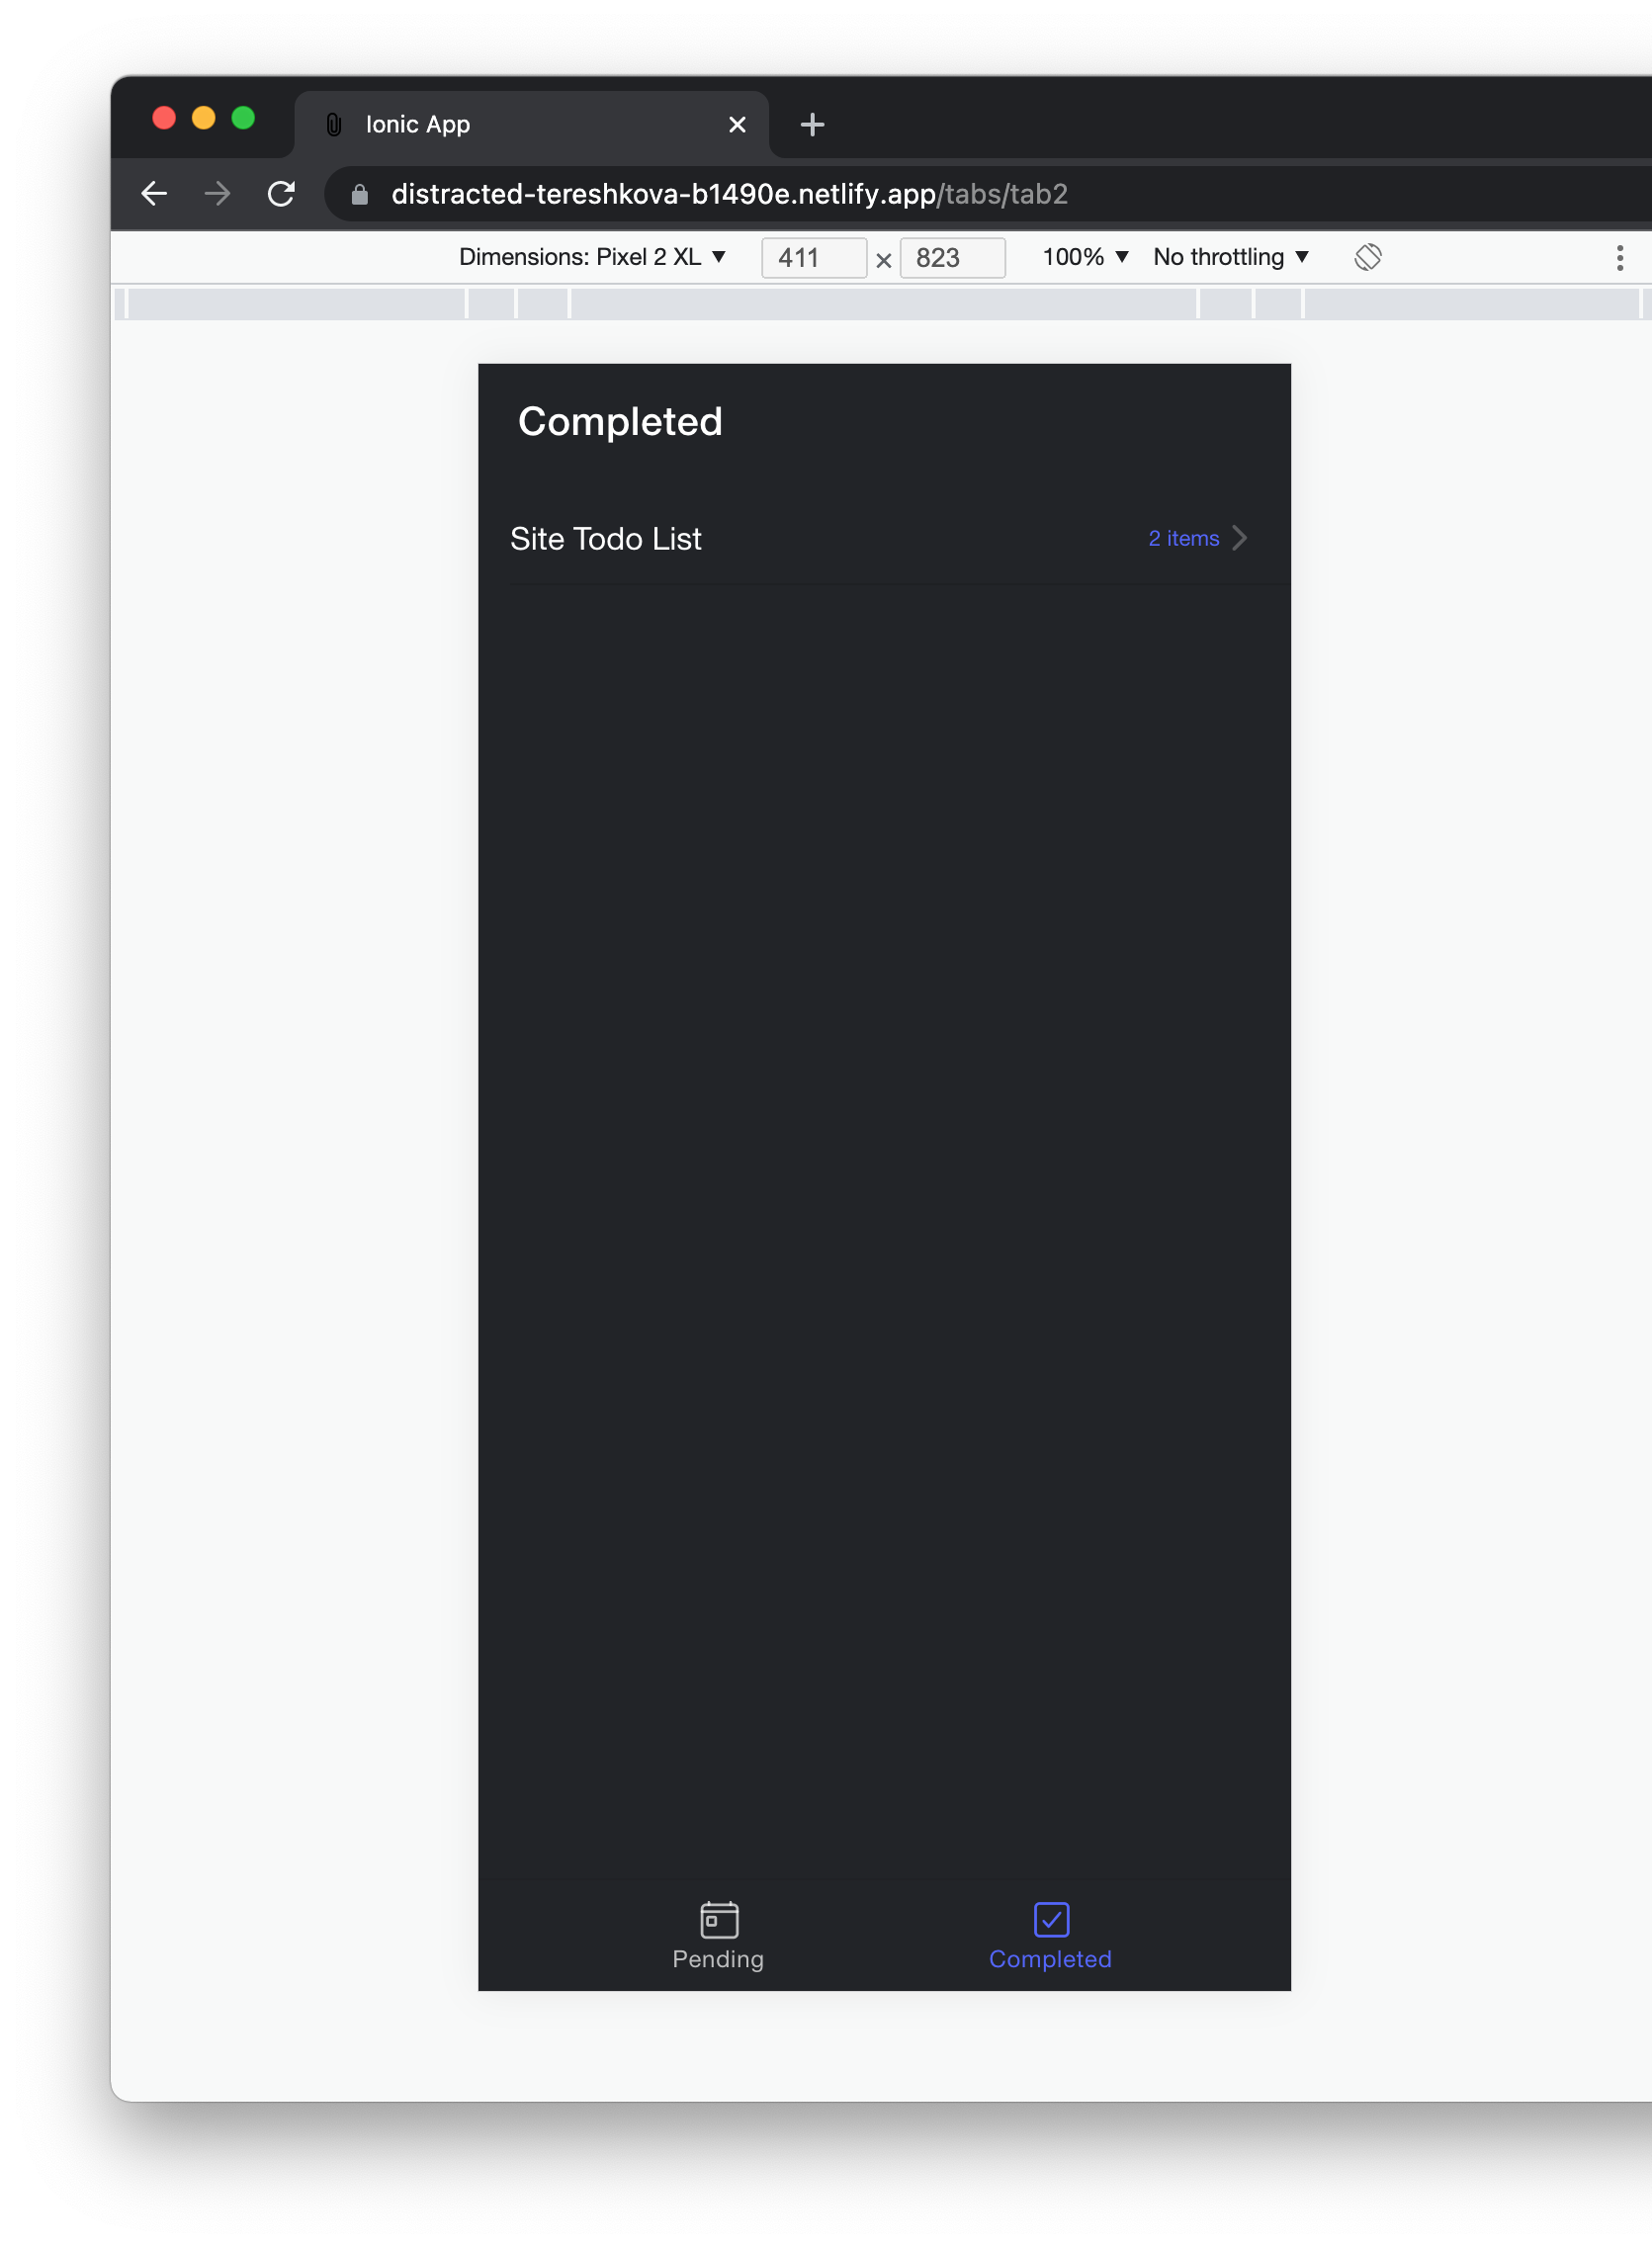 Ionic App
distracted-tereshkova-b1490e.netlify.app/tabs/tab2
Dimensions: Pixel 2 XL ▼ 411 × 823 100% ▼ No throttling ▼
Completed
Site Todo List 2 items
Pending Completed